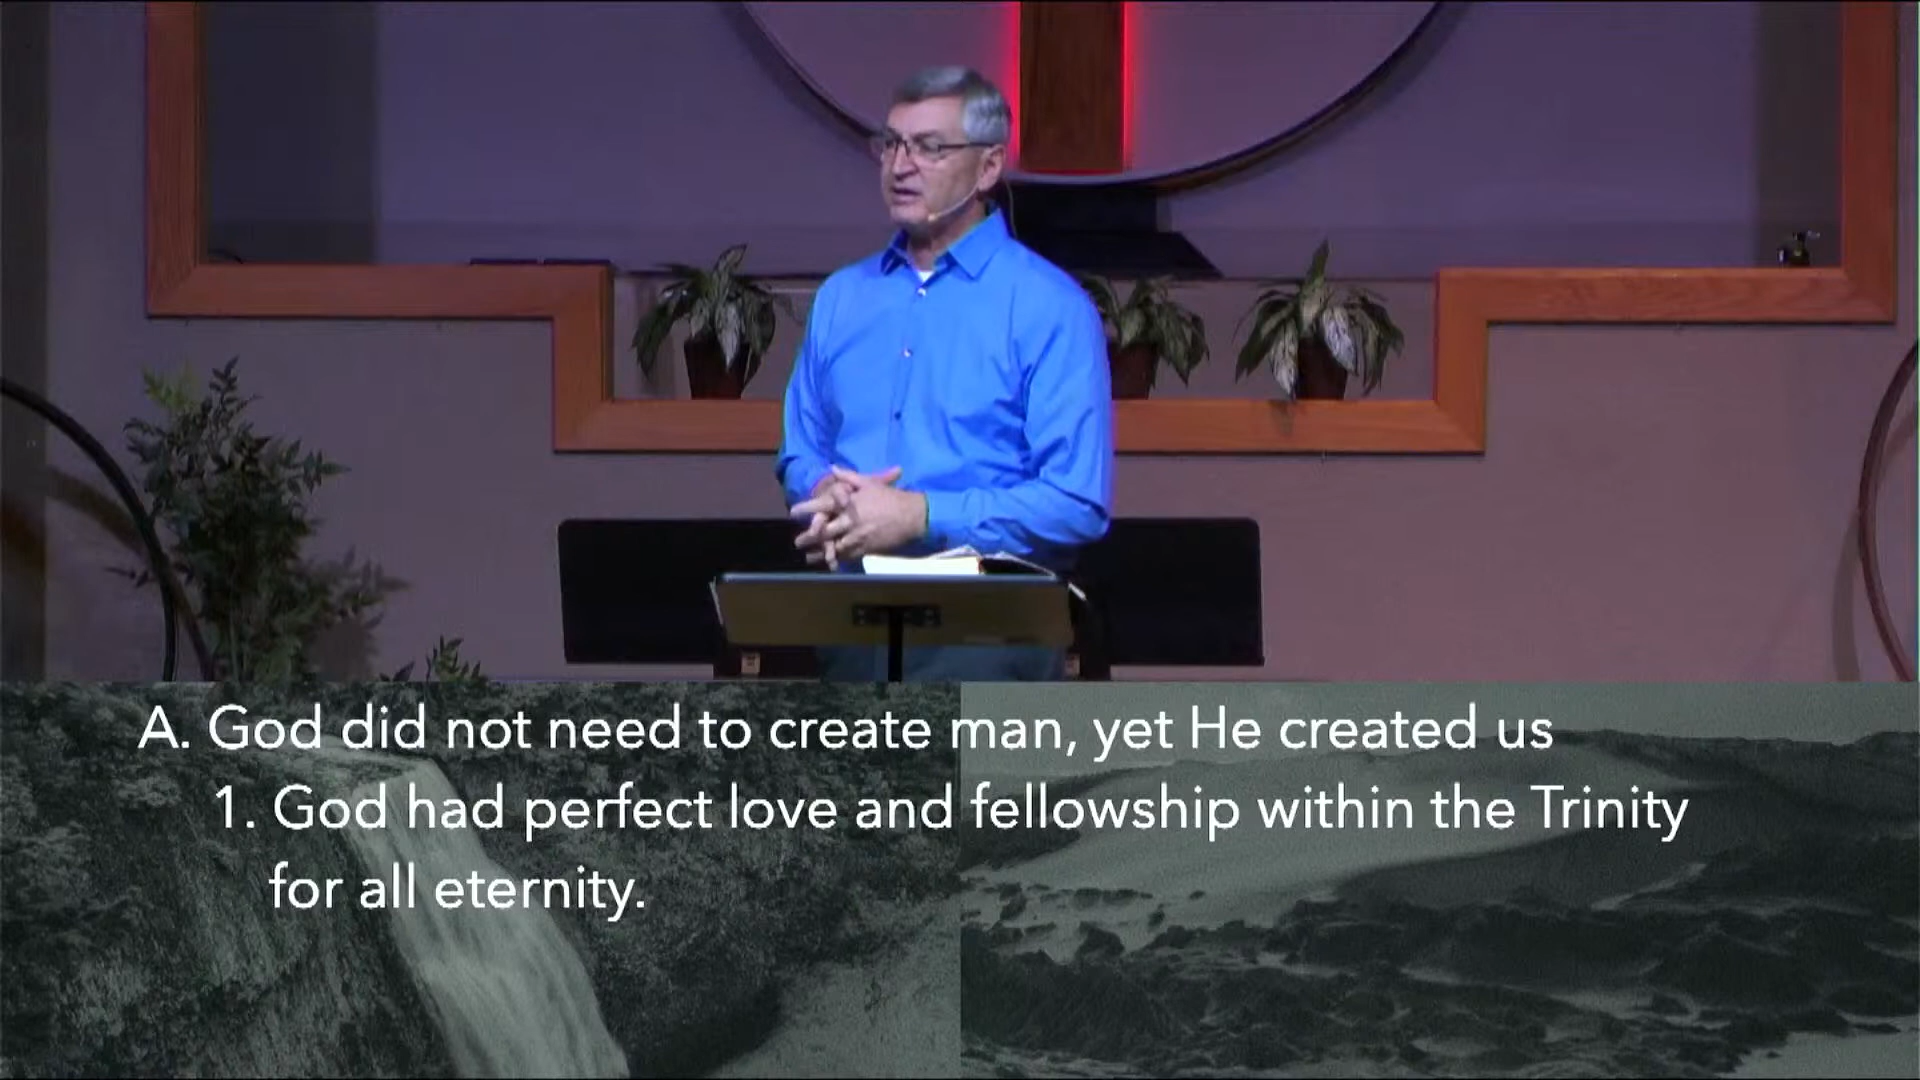 A. God did not need to create man, yet He created us
1. God had perfect love and fellowship within the Trinity
for all eternity.